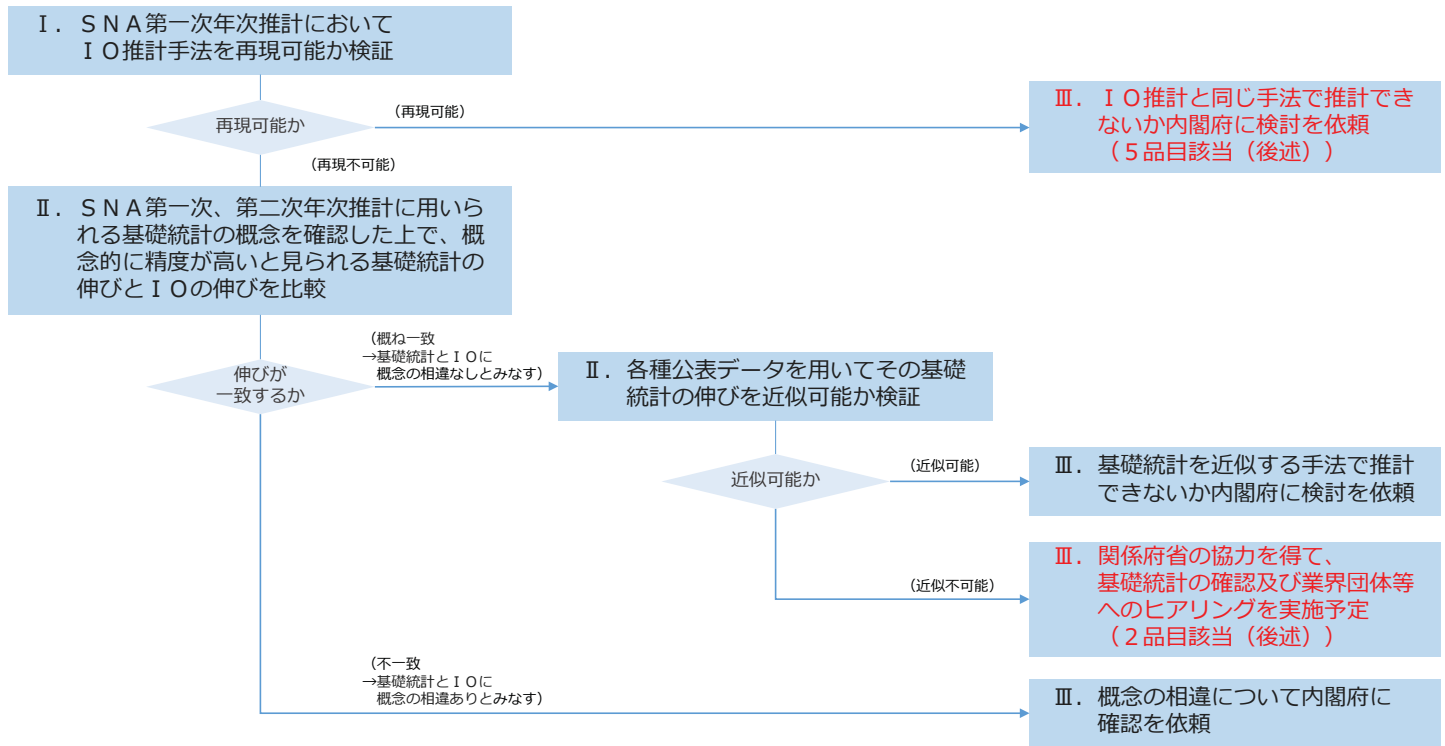 Ⅰ．ＳＮＡ第一次年次推計において
ＩＯ推計手法を再現可能か検証
再現可能か
（再現可能）
Ⅲ．ＩＯ推計と同じ手法で推計でき
ないか内閣府に検討を依頼
（５品目該当（後述））
（再現不可能）
Ⅱ．ＳＮＡ第一次、第二次年次推計に用いら
れる基礎統計の概念を確認した上で、概
念的に精度が高いと見られる基礎統計の
伸びとＩＯの伸びを比較
伸びが
一致するか
（概ね一致
→基礎統計とＩＯに
概念の相違なしとみなす）
Ⅱ．各種公表データを用いてその基礎
統計の伸びを近似可能か検証
近似可能か
（近似可能）
Ⅲ．基礎統計を近似する手法で推計
できないか内閣府に検討を依頼
（近似不可能）
Ⅲ．関係府省の協力を得て、
基礎統計の確認及び業界団体等
へのヒアリングを実施予定
（２品目該当（後述））
（不一致
→基礎統計とＩＯに
概念の相違ありとみなす）
Ⅲ．概念の相違について内閣府に
確認を依頼